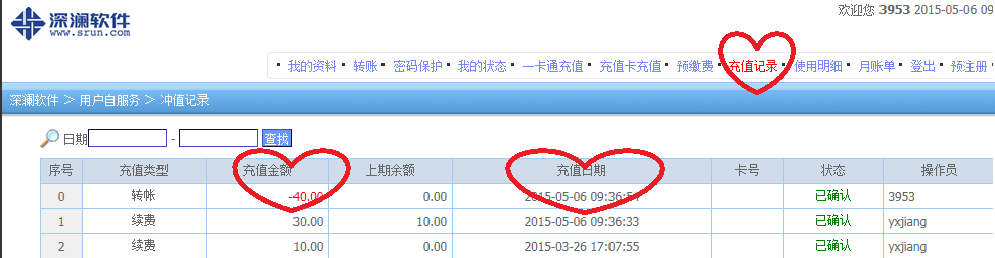 欢迎您 3953 2015-05-06 09
深澜软件
www.srun.com
我的资料 转账 密码保护 我的状态 一卡通充值 充值卡充值 预缴费 充值记录 使用明细 月账单 登出 预注册
深澜软件 > 用户自服务 > 冲值记录
日期 - 查找
序号 充值类型 充值金额 上期余额 充值日期 卡号 状态 操作员
0 转帐 -40.00 0.00 2015-05-06 09:36:54 已确认 3953
1 续费 30.00 10.00 2015-05-06 09:36:33 已确认 yxjiang
2 续费 10.00 0.00 2015-03-26 17:07:55 已确认 yxjiang